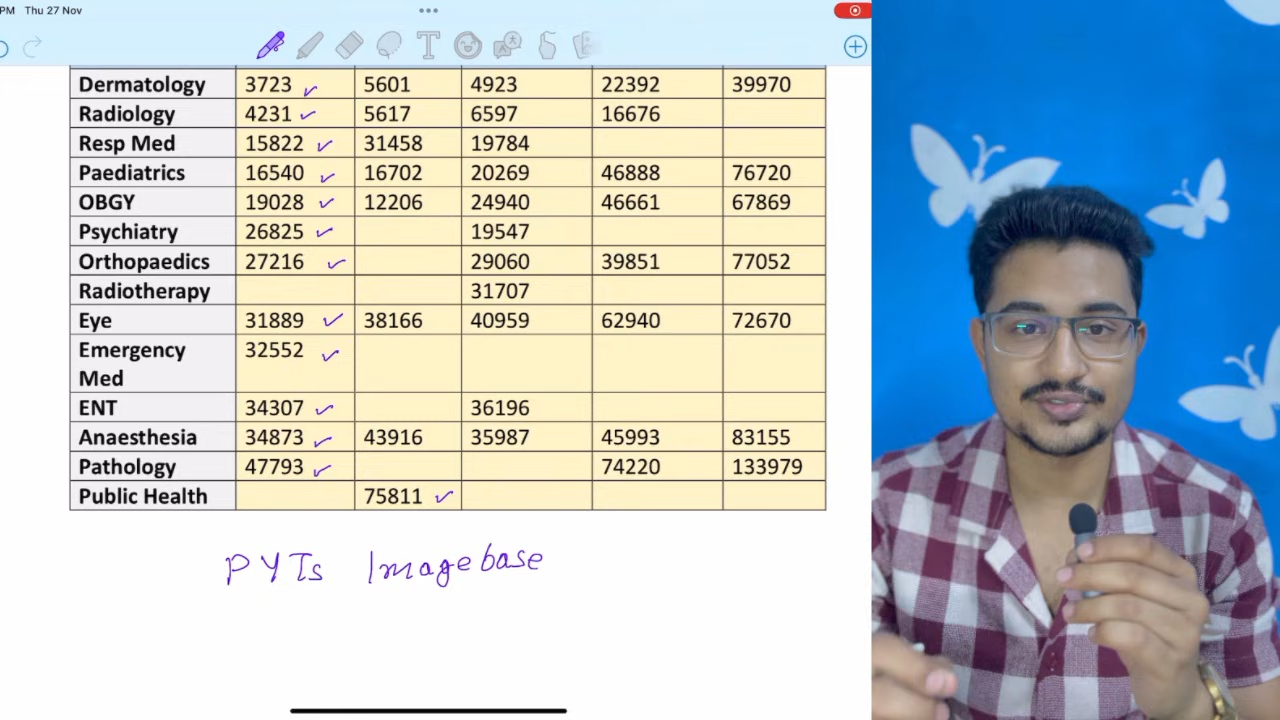 PM Thu 27 Nov
Dermatology 3723 5601 4923 22392 39970
Radiology 4231 5617 6597 16676
Resp Med 15822 31458 19784
Paediatrics 16540 16702 20269 46888 76720
OBGY 19028 12206 24940 46661 67869
Psychiatry 26825 19547
Orthopaedics 27216 29060 39851 77052
Radiotherapy 31707
Eye 31889 38166 40959 62940 72670
Emergency 32552
Med
ENT 34307 36196
Anaesthesia 34873 43916 35987 45993 83155
Pathology 47793 74220 133979
Public Health 75811
PYTs Imagebase